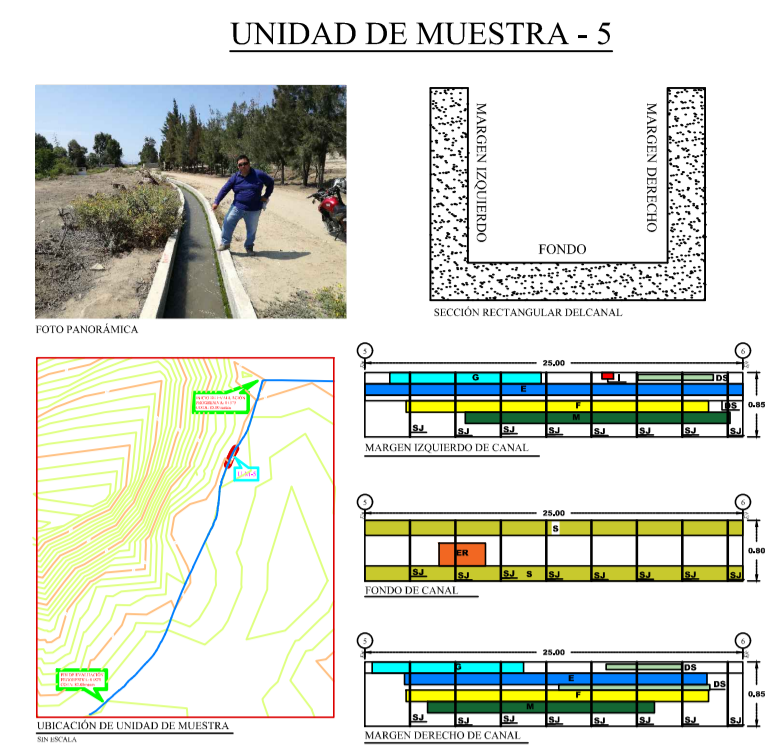 UNIDAD DE MUESTRA - 5
MARGEN IZQUIERDO
MARGEN DERECHO
FONDO
SECCIÓN RECTANGULAR DELCANAL
FOTO PANORÁMICA
5
6
25.00
G
I
DS
E
F
DS
M
SJ
SJ
SJ
SJ
SJ
SJ
SJ
SJ
0.85
MARGEN IZQUIERDO DE CANAL
5
6
25.00
S
ER
SJ
SJ
SJ
S
SJ
SJ
SJ
SJ
SJ
0.80
FONDO DE CANAL
5
6
25.00
G
DS
E
DS
F
M
SJ
SJ
SJ
SJ
SJ
SJ
SJ
SJ
0.85
MARGEN DERECHO DE CANAL
UBICACIÓN DE UNIDAD DE MUESTRA
SIN ESCALA